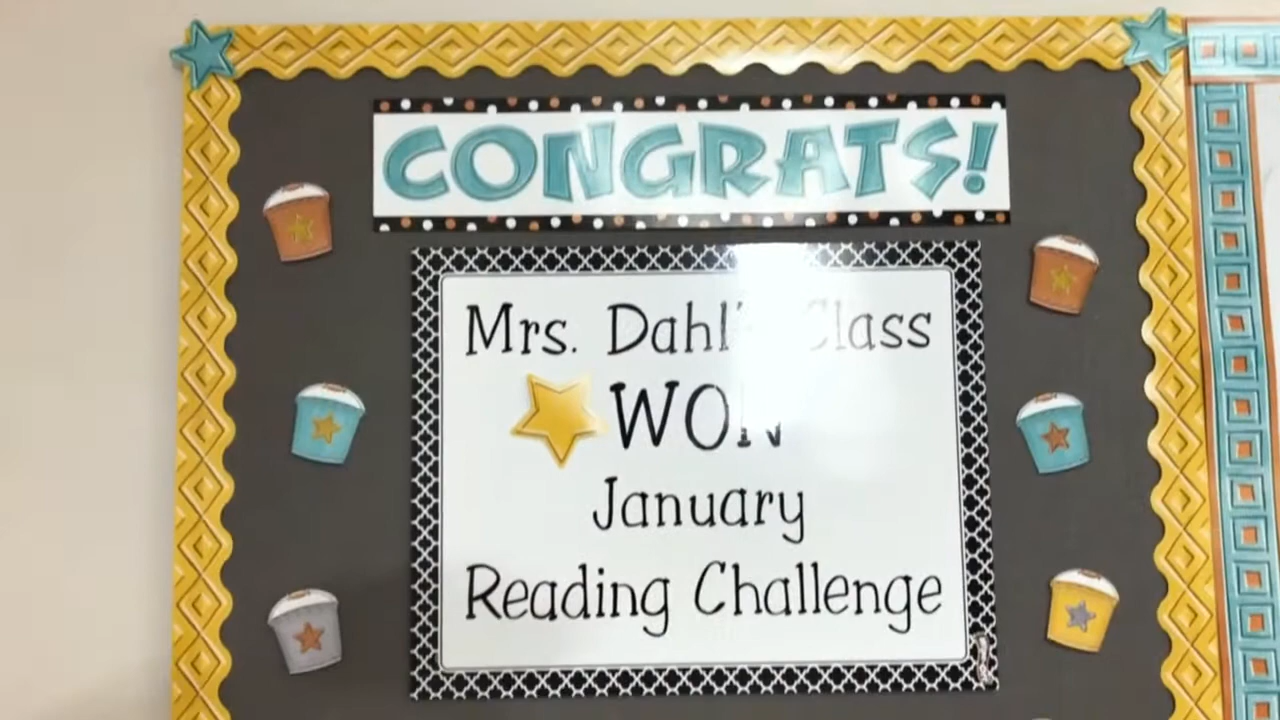 CONGRATS!
Mrs. Dahl's Class
WON
January
Reading Challenge